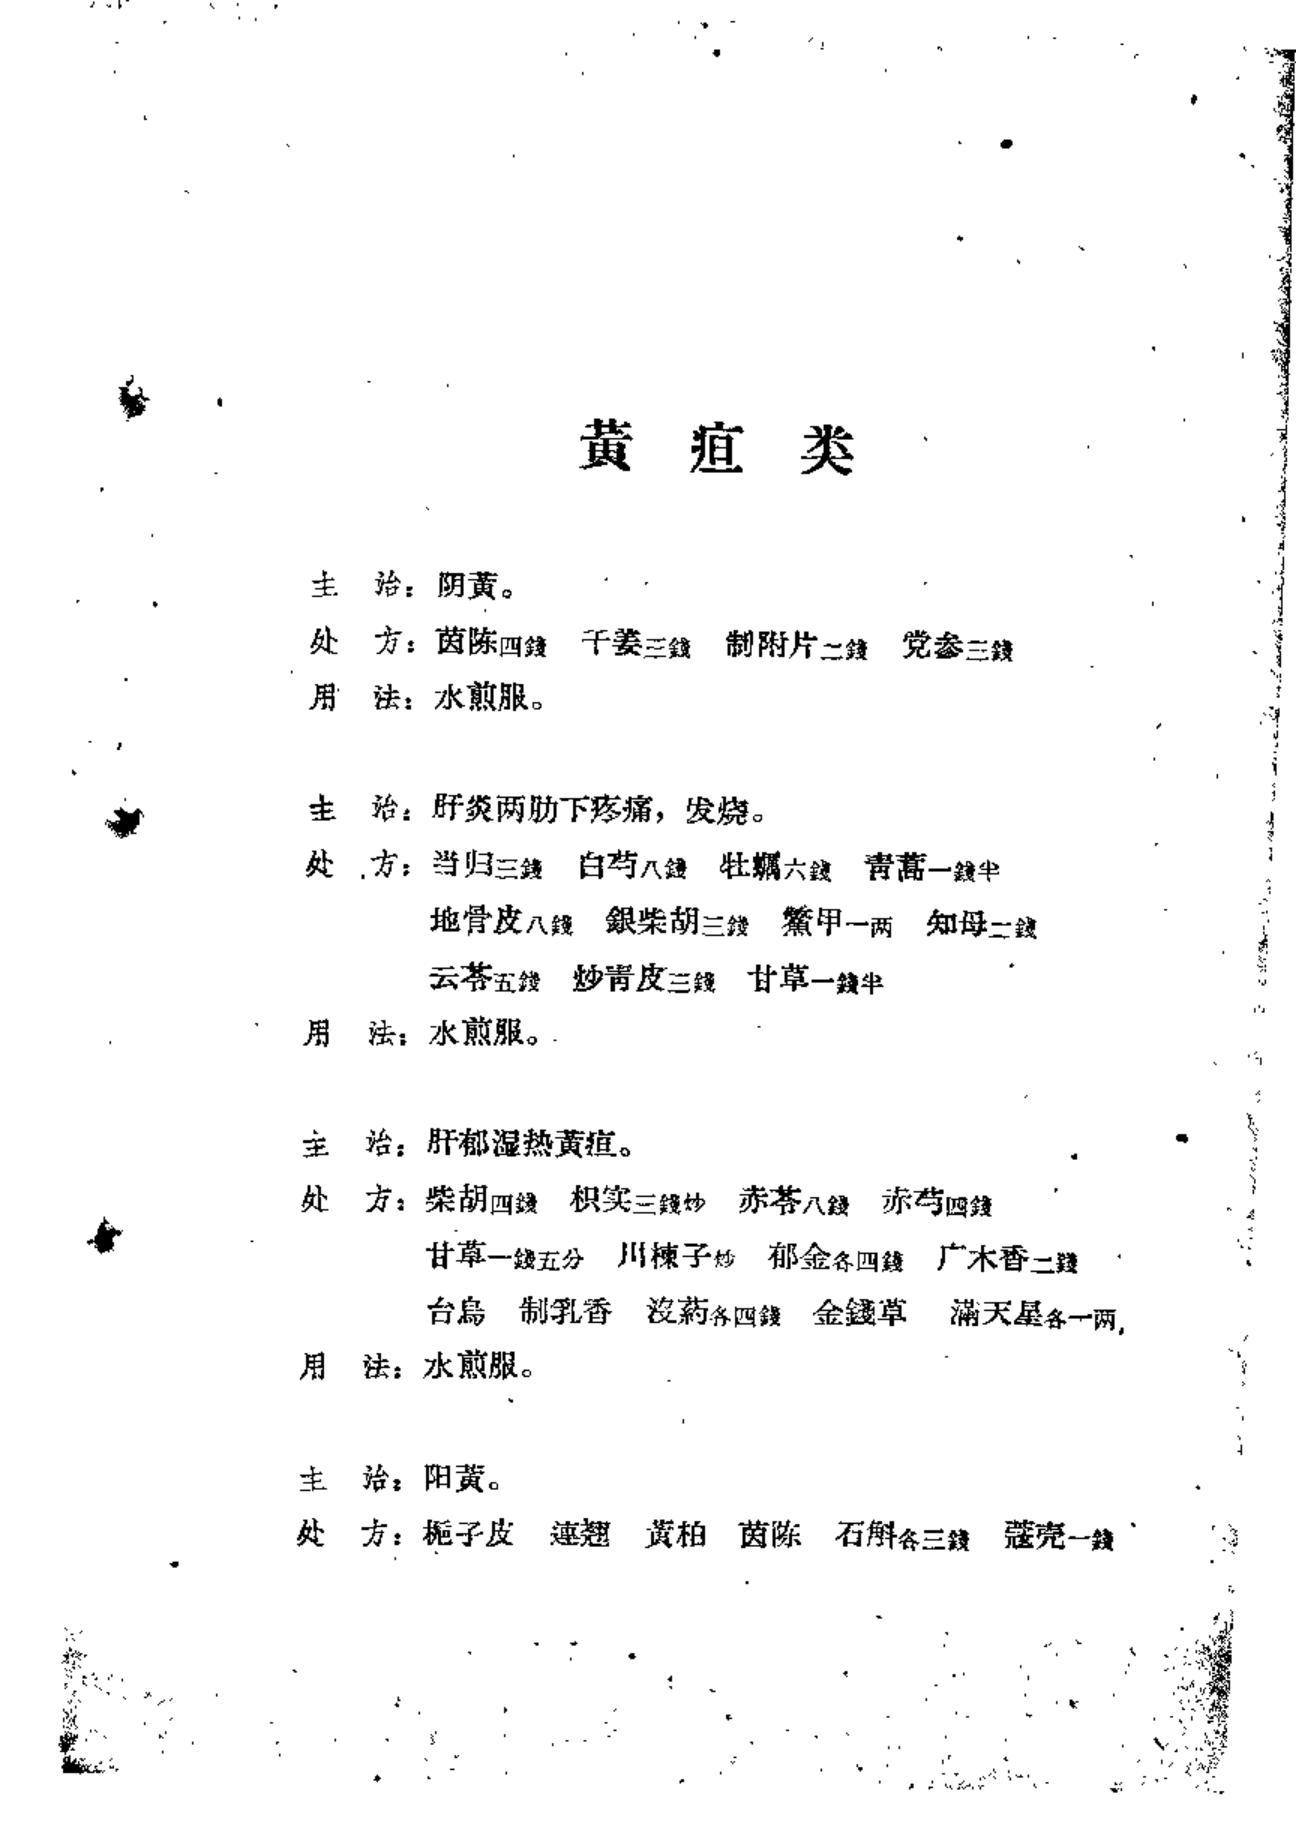 黃疸类
主　治：阴黃。
处　方：茵陈四錢　干姜三錢　制附片二錢　党参三錢
用　法：水煎服。
主　治：肝炎两肋下疼痛，发烧。
处　方：当归三錢　白芍八錢　牡蠣六錢　青蒿一錢半
地骨皮八錢　銀柴胡三錢　鱉甲一两　知母二錢
云苓五錢　炒青皮三錢　甘草一錢半
用　法：水煎服。
主　治：肝郁湿热黃疸。
处　方：柴胡四錢　枳实三錢炒　赤苓八錢　赤芍四錢
甘草一錢五分　川楝子炒　郁金各四錢　广木香二錢
台烏　制乳香　沒葯各四錢　金錢草　滿天星各一两
用　法：水煎服。
主　治：阳黃。
处　方：梔子皮　連翘　黃柏　茵陈　石斛各三錢　蔻壳一錢